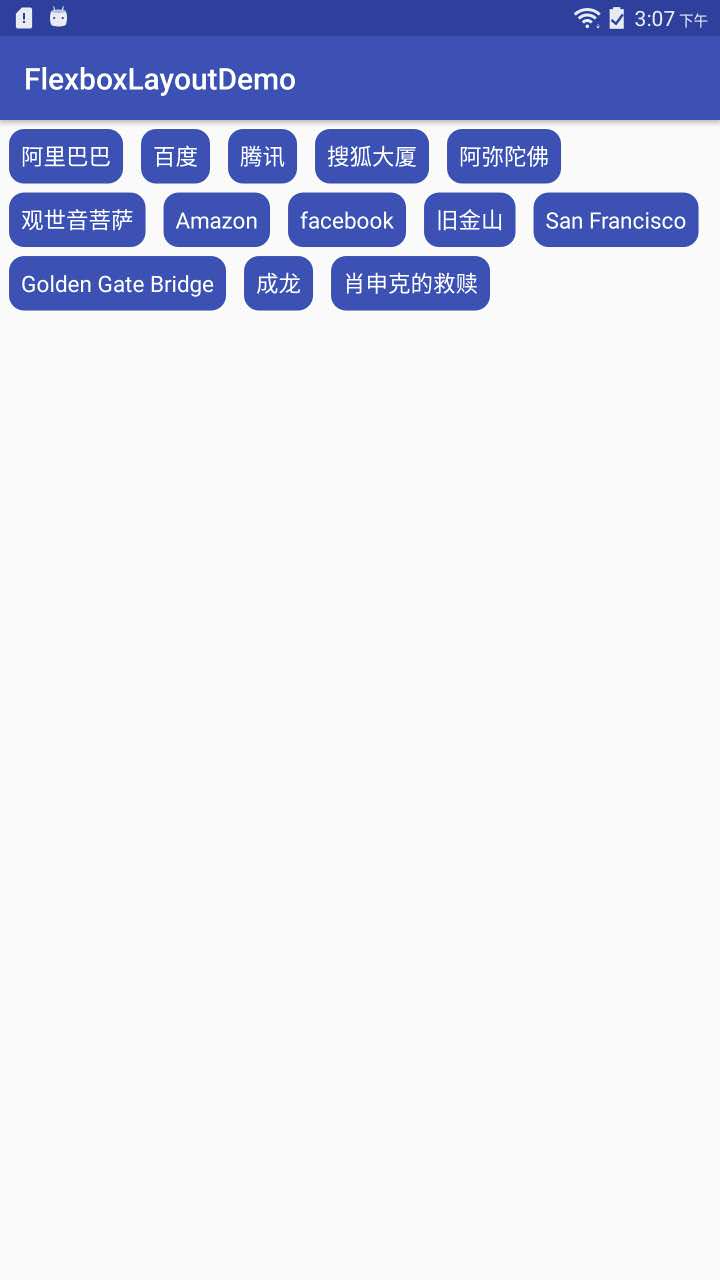 3:07 下午
FlexboxLayoutDemo
阿里巴巴 百度 腾讯 搜狐大厦 阿弥陀佛
观世音菩萨 Amazon facebook 旧金山 San Francisco
Golden Gate Bridge 成龙 肖申克的救赎